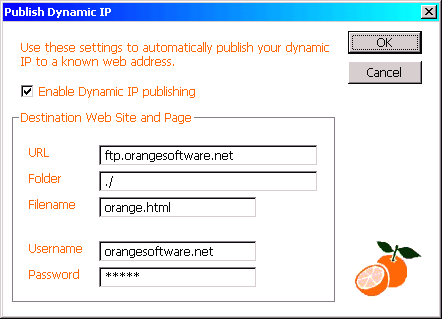 Publish Dynamic IP
Use these settings to automatically publish your dynamic
IP to a known web address.
OK
Cancel
Enable Dynamic IP publishing
Destination Web Site and Page
URL ftp.orangesoftware.net
Folder ./
Filename orange.html
Username orangesoftware.net
Password *****